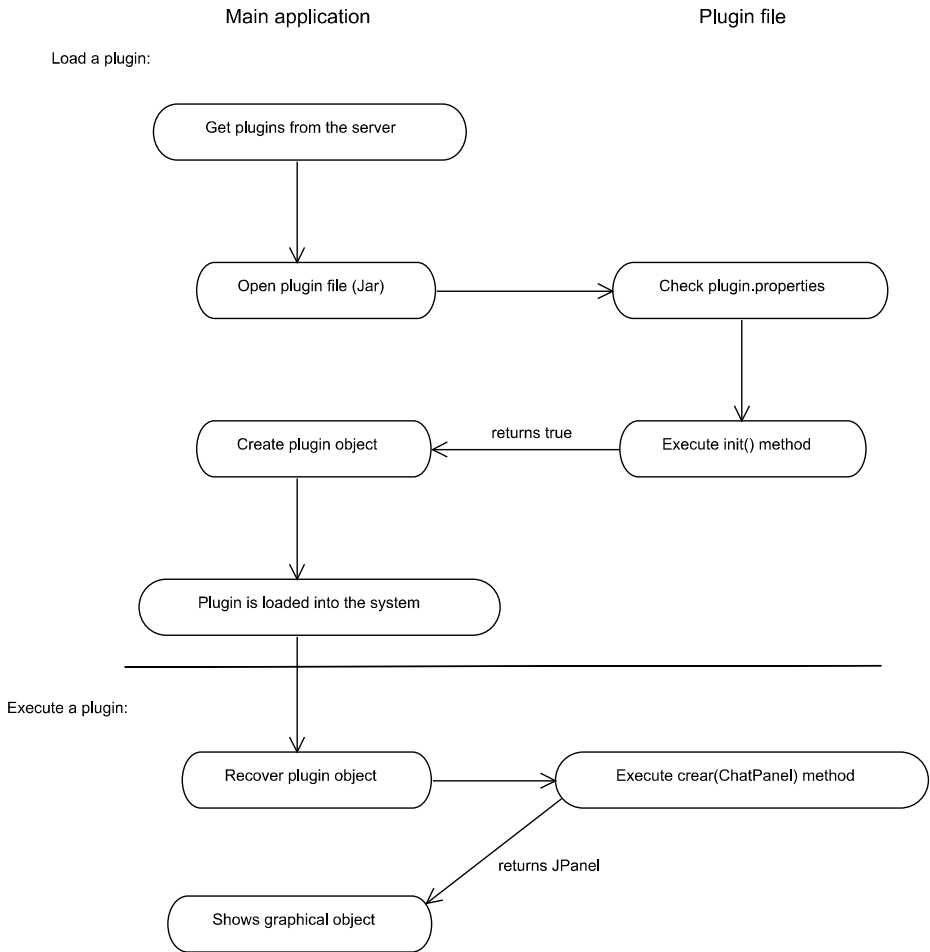 Main application
Plugin file
Load a plugin:
Get plugins from the server
Open plugin file (Jar)
Check plugin.properties
Create plugin object
returns true
Execute init() method
Plugin is loaded into the system
Execute a plugin:
Recover plugin object
Execute crear(ChatPanel) method
returns JPanel
Shows graphical object